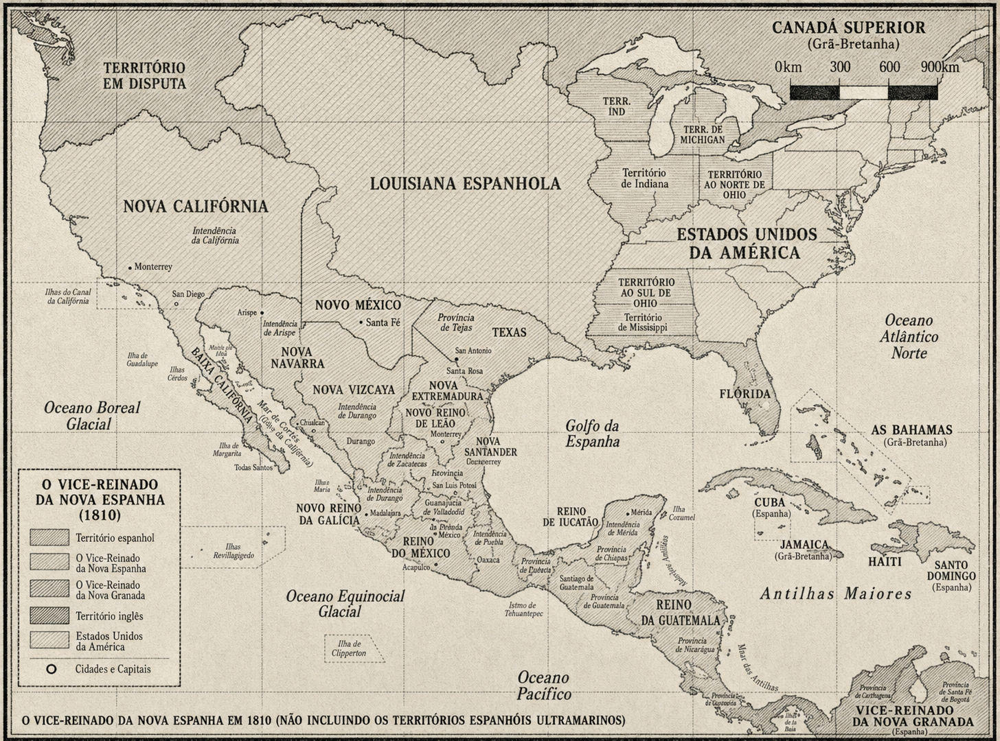 CANADÁ SUPERIOR
(Grã-Bretanha)
0km 300 600 900km
TERRITÓRIO
EM DISPUTA
TERR.
ÍND
TERR. DE
MICHIGAN
LOUISIANA ESPANHOLA
Território
de Indiana
TERRITÓRIO
AO NORTE DE
OHIO
NOVA CALIFÓRNIA
Intendência
da Califórnia
ESTADOS UNIDOS
DA AMÉRICA
Monterrey
Ilhas do Canal
da Califórnia
San Diego
TERRITÓRIO
AO SUL DE
OHIO
Território
de Missisippi
Arispe
Intendência
de Arispe
NOVO MÉXICO
Santa Fé
Província
de Tejas
TEXAS
Oceano
Atlântico
Norte
San Antonio
Santa Rosa
NOVA
NAVARRA
Ilha de
Guadalupe
Ilhas
Cérdos
BAIXA CALIFÓRNIA
Mar de Cortés
(Golfo da Califórnia)
NOVA VIZCAYA
Intendência
de Durango
NOVA
EXTREMADURA
NOVO REINO
DE LEÃO
Monterrey
FLÓRIDA
Oceano Boreal
Glacial
Chualcan
Durango
Golfo da
Espanha
AS BAHAMAS
(Grã-Bretanha)
Ilha de
Margarita
Todas Santos
Intendência
de Zacatecas
NOVA
SANTANDER
San Luis Potosí
Ilhas
María
Intendência
de Durango
Guanajucia
de Valladodid
NOVO REINO
DA GALÍCIA
Madalajara
México
REINO
DO MÉXICO
Acapulco
Intendência
de Puebla
Oaxaca
REINO
DE IUCATÃO
Mérida
Intendência
de Mérida
Ilha
Cozumel
CUBA
(Espanha)
JAMAICA
(Grã-Bretanha)
HAITI
SANTO
DOMINGO
(Espanha)
Antilhas Maiores
Província
de Chiapas
Santiago de
Guatemala
Província
de Guatemala
Istmo de
Tehuantepec
REINO
DA GUATEMALA
Província
de Nicarágua
Mnar das Antilhas
Oceano Equinocial
Glacial
Ilhas
Revillagigedo
Ilha de
Clipperton
Oceano
Pacífico
Província
de Carthagena
Província
de Santa Fé
de Bogotá
VICE-REINADO
DA NOVA GRANADA
(Espanha)
O VICE-REINADO
DA NOVA ESPANHA
(1810)
Território espanhol
O Vice-Reinado
da Nova Espanha
O Vice-Reinado
da Nova Granada
Território inglês
Estados Unidos
da América
Cidades e Capitais
O VICE-REINADO DA NOVA ESPANHA EM 1810 (NÃO INCLUINDO OS TERRITÓRIOS ESPANHÓIS ULTRAMARINOS)